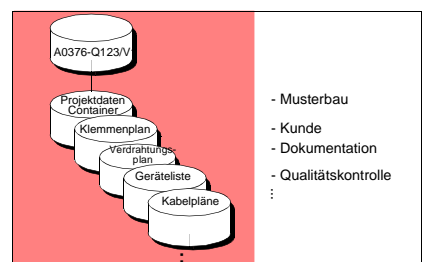 A0376-Q123/V
Projektdaten
Container
Klemmenplan
Verdrahtungs-
plan
Geräteliste
Kabelpläne
- Musterbau
- Kunde
- Dokumentation
- Qualitätskontrolle